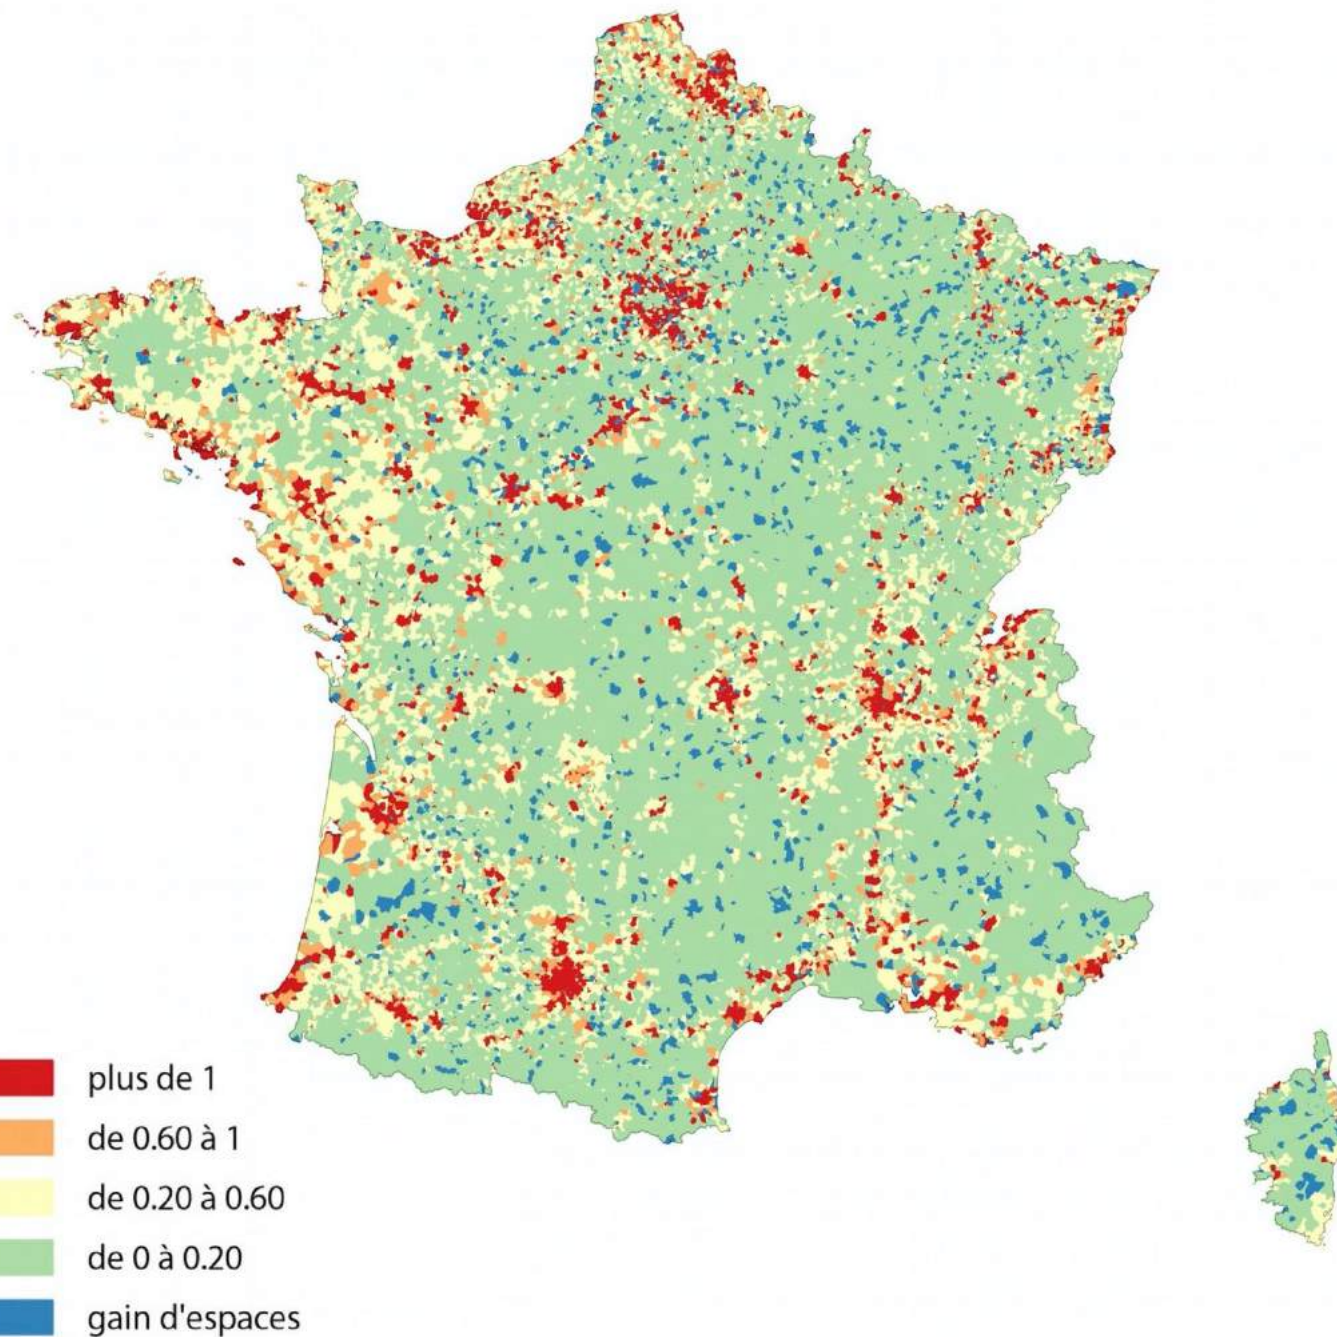 plus de 1
de 0.60 à 1
de 0.20 à 0.60
de 0 à 0.20
gain d'espaces